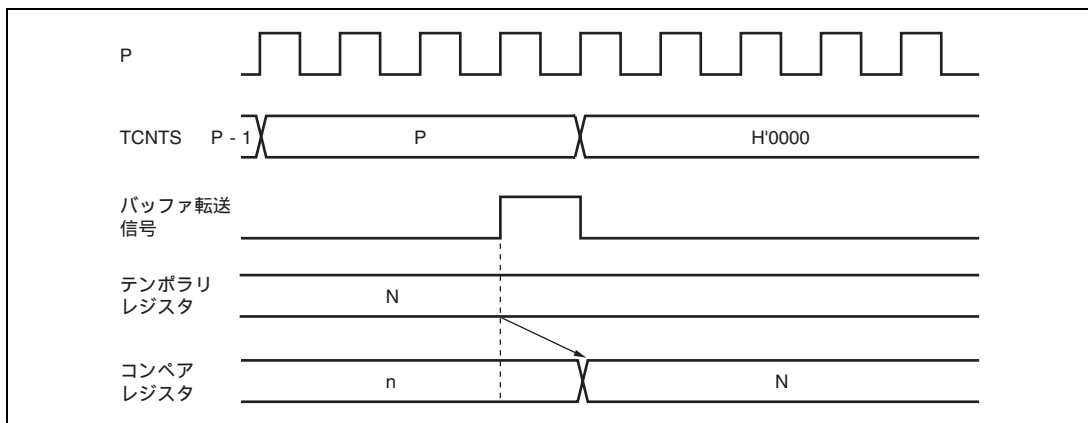 P
TCNTS P - 1 P H'0000
バッファ転送
信号
テンポラリ
レジスタ
N
コンペア
レジスタ
n N